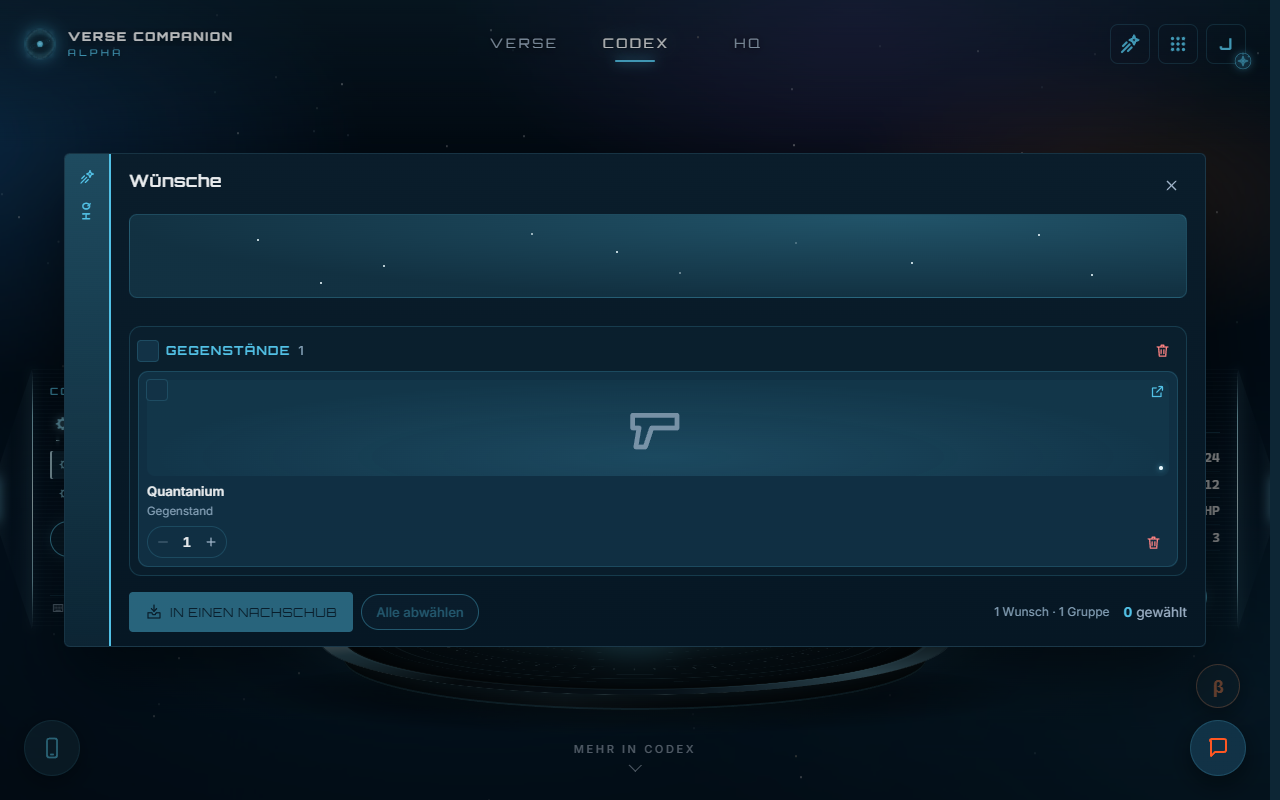 VERSE COMPANION
ALPHA
VERSE
CODEX
HQ
Wünsche
HQ
GEGENSTÄNDE 1
Quantanium
Gegenstand
1
IN EINEN NACHSCHUB
Alle abwählen
1 Wunsch · 1 Gruppe
0 gewählt
24
12
HP
3
β
MEHR IN CODEX